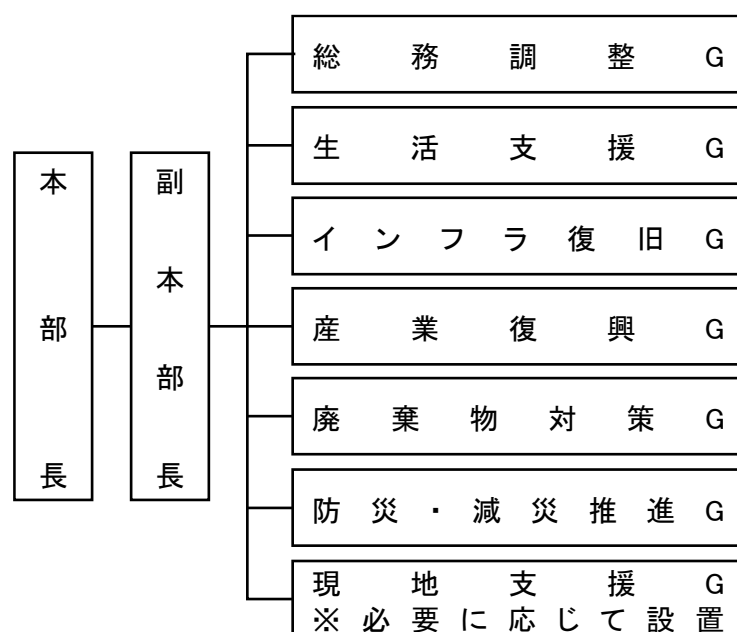 本部長
副本部長
総務調整G
生活支援G
インフラ復旧G
産業復興G
廃棄物対策G
防災・減災推進G
現地支援G
※必要に応じて設置